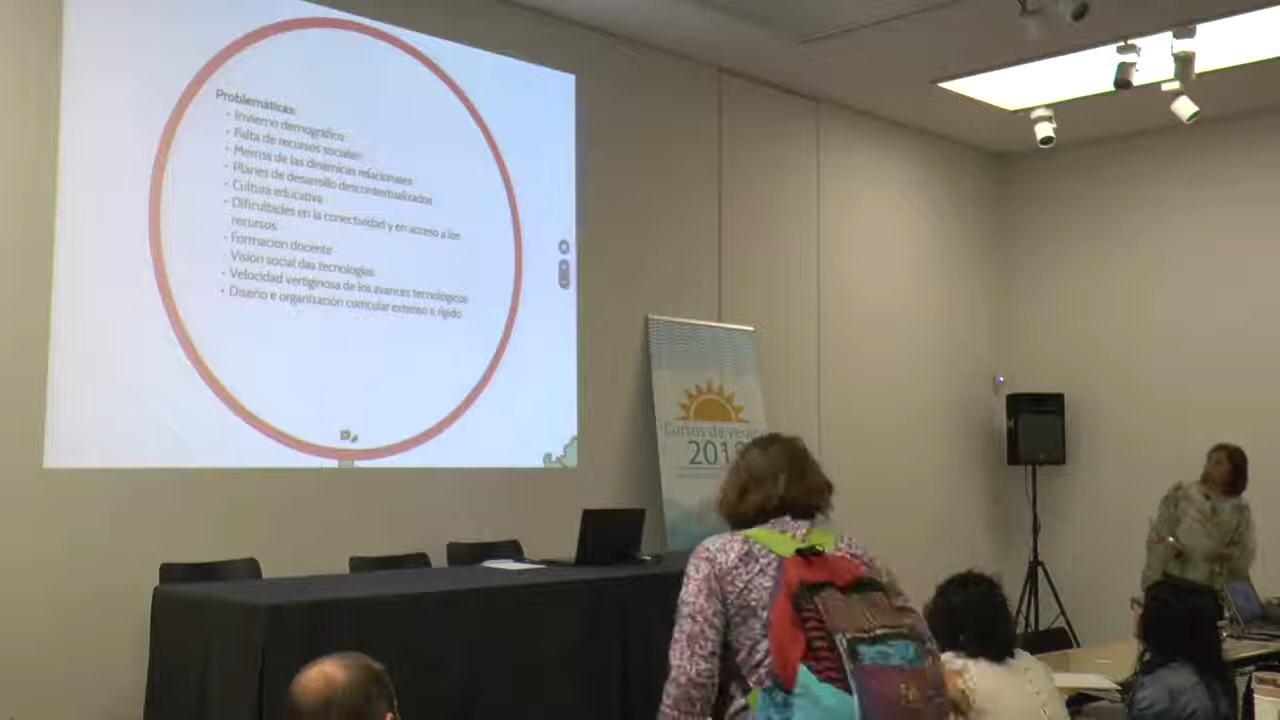 Problemáticas:
· Invierno demográfico
· Falta de recursos sociales
· Merma de las dinámicas relacionales
· Planes de desarrollo descontextualizados
· Cultura educativa
· Dificultades en la conectividad y en acceso a los
recursos
· Formación docente
· Visión social das tecnologías
· Velocidad vertiginosa de los avances tecnológicos
· Diseño e organización curricular extenso e rígido
Cursos de
2018